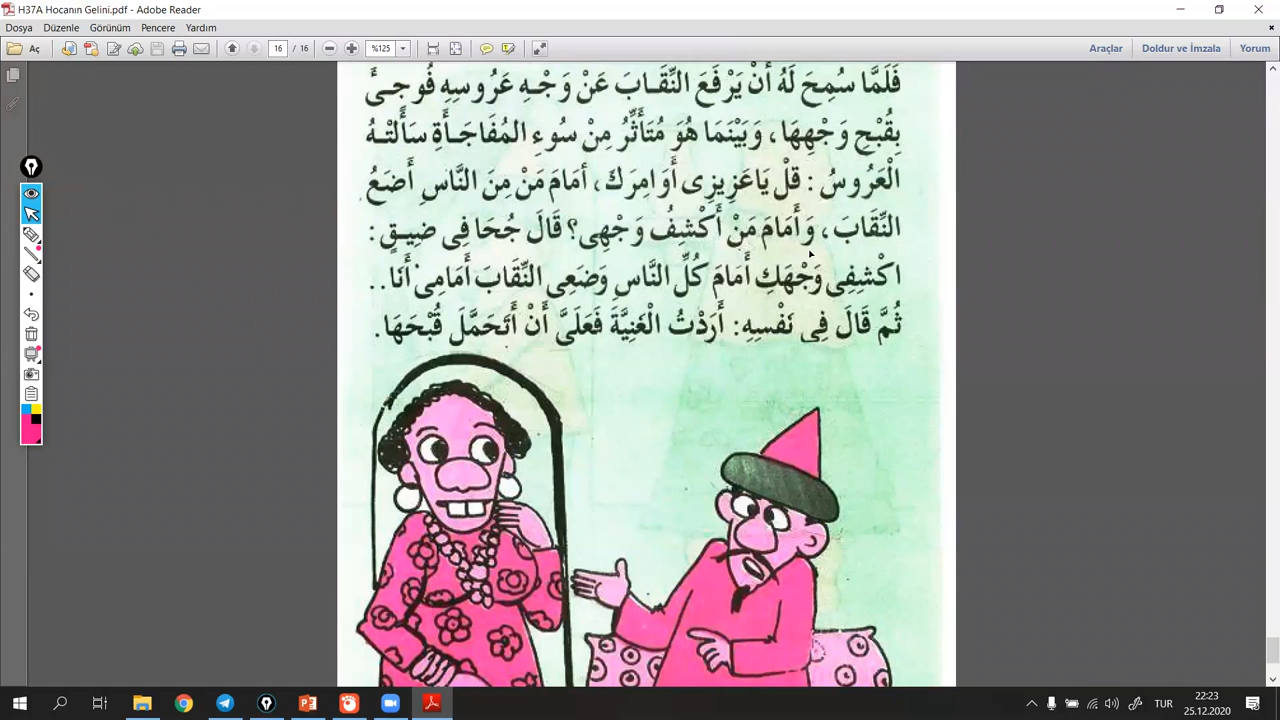 H37A Hocanın Gelini.pdf - Adobe Reader
Dosya Düzenle Görünüm Pencere Yardım
Aç 16 / 16 %125 Araçlar Doldur ve İmzala Yorum
فَلَمَّا سُمِحَ لَهُ أَنْ يَرْفَعَ النِّقَابَ عَنْ وَجْهِ عَرُوسِهِ فُوجِئَ
بِقُبْحِ وَجْهِهَا، وَبَيْنَمَا هُوَ مُتَأَثِّرٌ مِنْ سُوءِ المُفَاجَأَةِ سَأَلَتْهُ
الْعَرُوسُ : قُلْ يَاعَزِيزِى أَوَامِرَكَ، أمَامَ مَنْ مِنَ النَّاسِ أَضَعُ
النِّقَابَ، وَأَمَامَ مَنْ أَكْشِفُ وَجْهِى؟ قَالَ جُحَا فِى ضِيقٍ :
اكْشِفِى وَجْهَكِ أَمَامَ كُلِّ النَّاسِ وَضَعِى النِّقَابَ أَمَامِىْ أَنَا..
ثُمَّ قَالَ فِى نَفْسِهِ: أَرَدْتُ الْغَنِيَّةَ فَعَلَىَّ أَنْ أَتَحَمَّلَ قُبْحَهَا.
TUR 22:23
25.12.2020